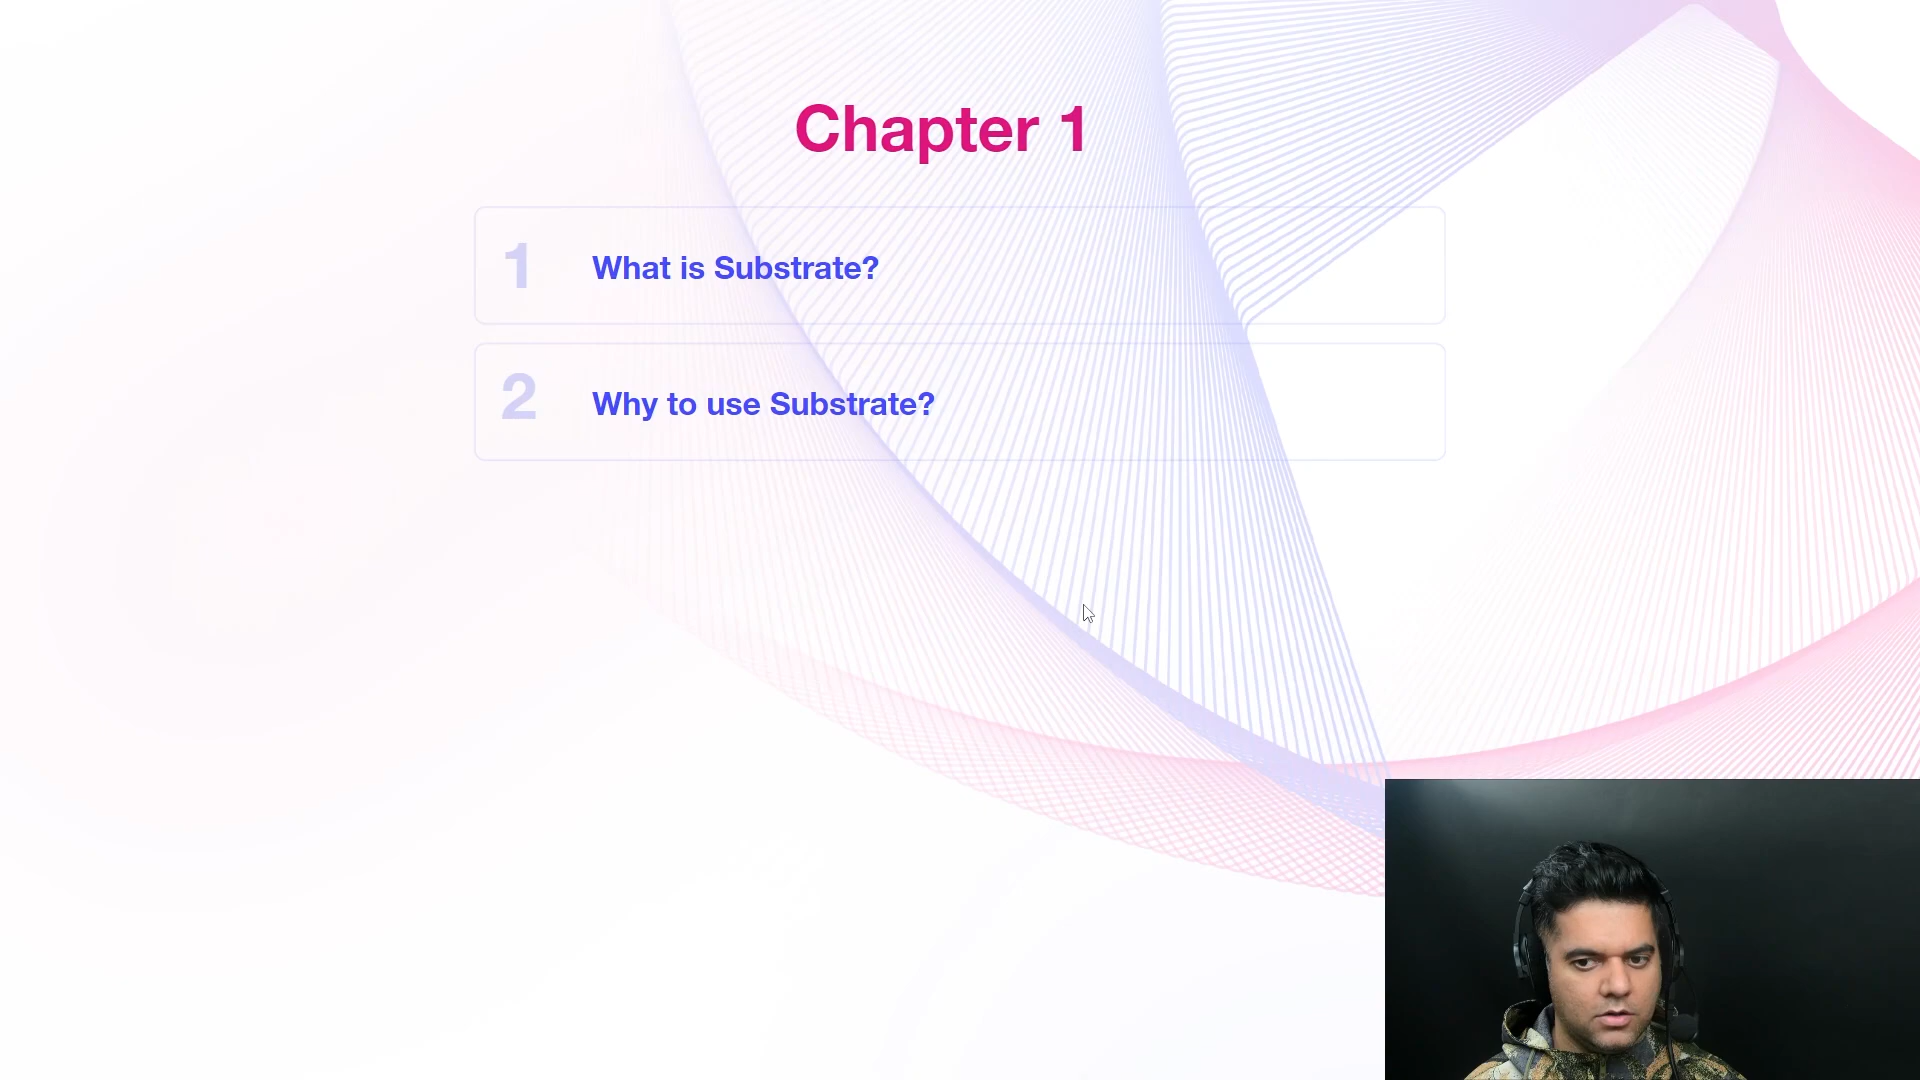 Chapter 1
1 What is Substrate?
2 Why to use Substrate?